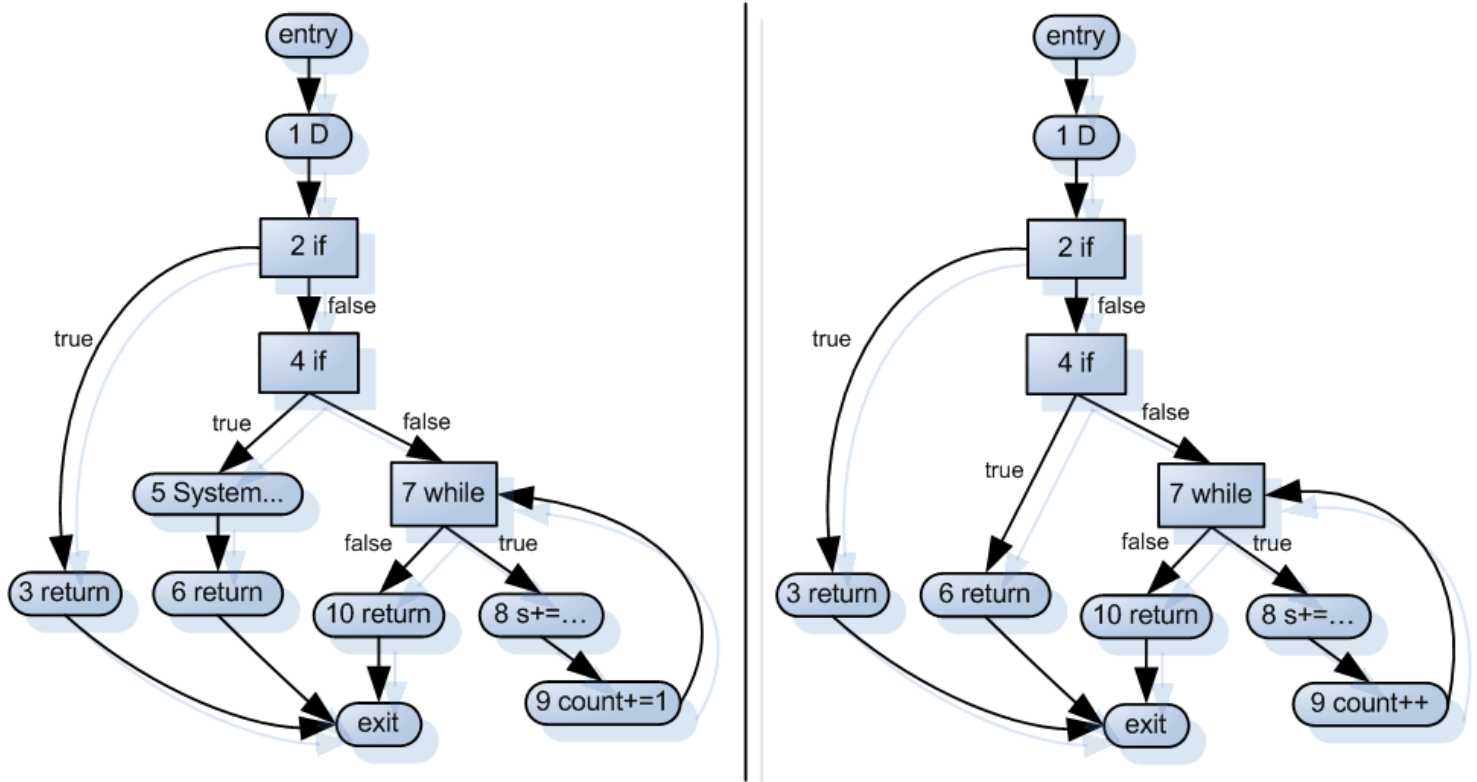 entry
1 D
2 if
true
false
4 if
true
false
5 System...
7 while
false
true
3 return
6 return
10 return
8 s+=...
9 count+=1
exit
entry
1 D
2 if
true
false
4 if
true
false
7 while
false
true
3 return
6 return
10 return
8 s+=...
9 count++
exit